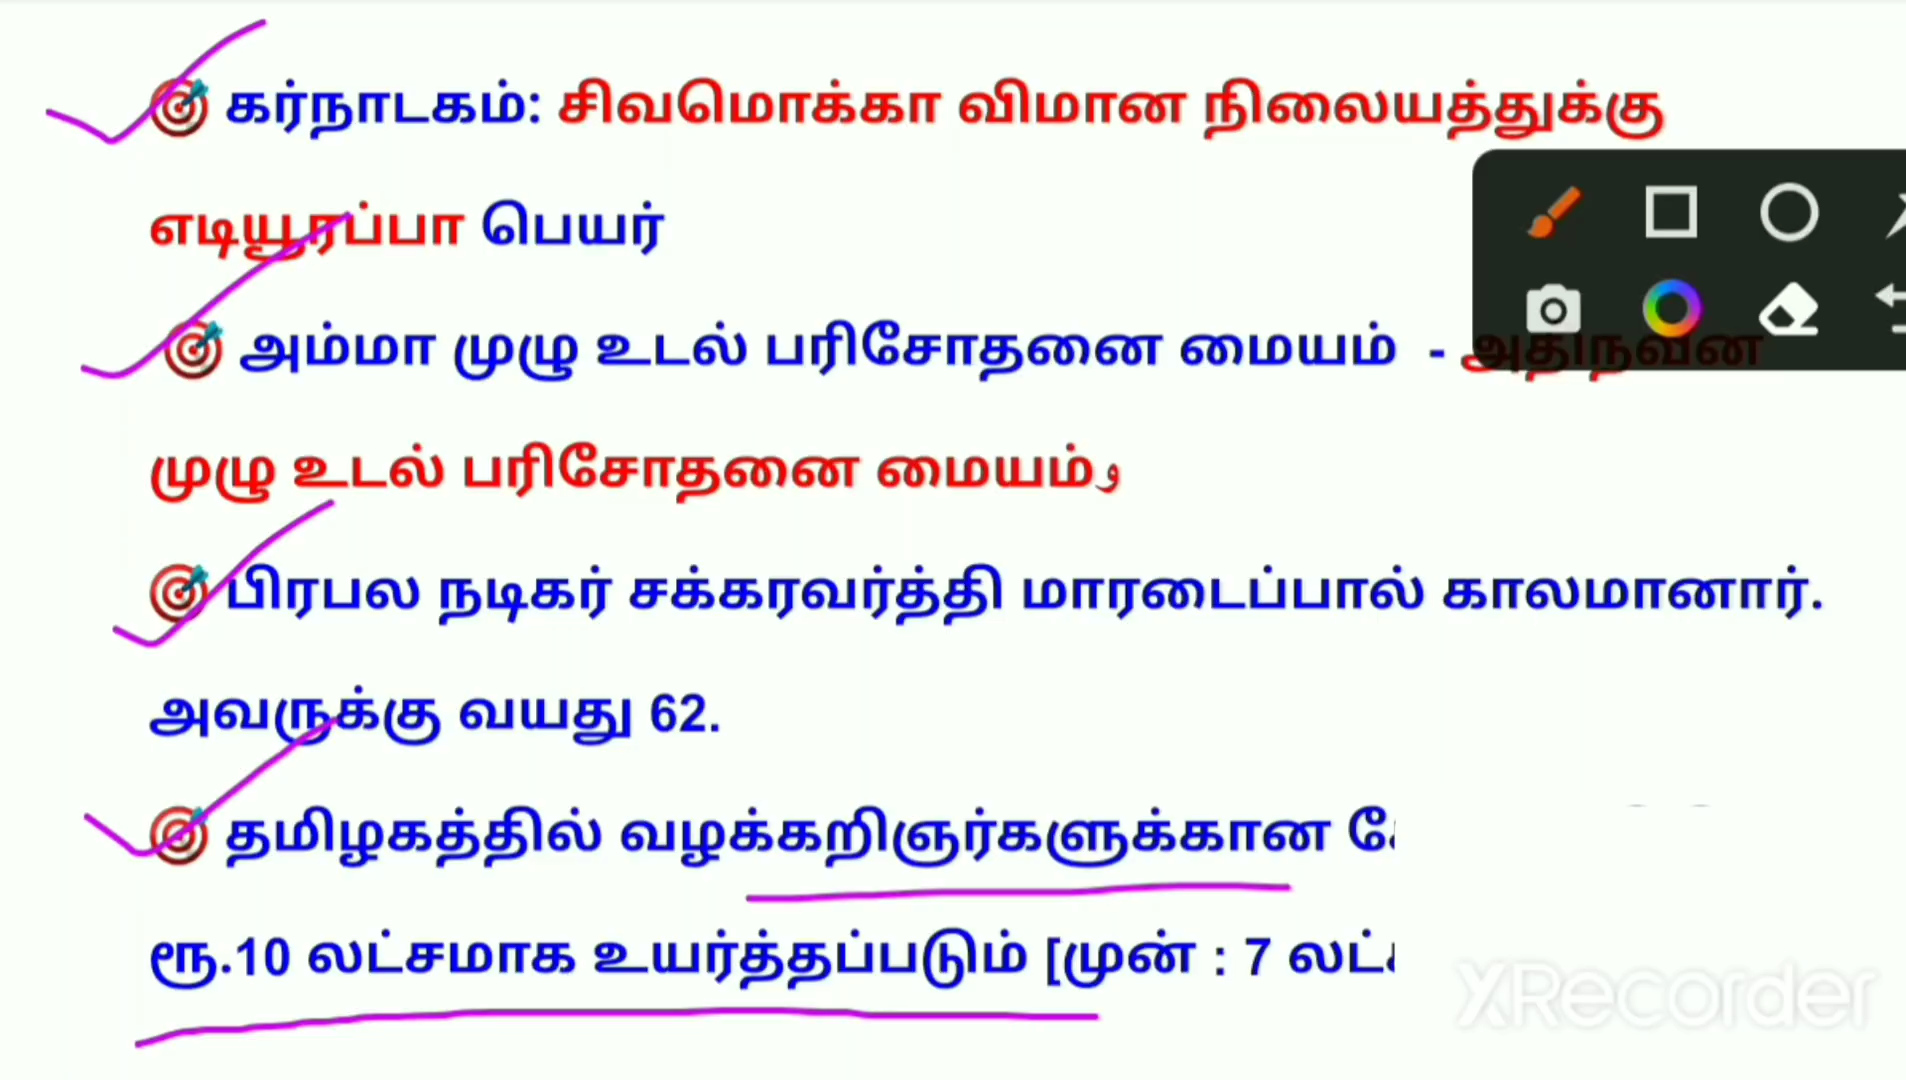 கர்நாடகம்: சிவமொக்கா விமான நிலையத்துக்கு
எடியூரப்பா பெயர்
அம்மா முழு உடல் பரிசோதனை மையம் - அதிநவீன
முழு உடல் பரிசோதனை மையம்
பிரபல நடிகர் சக்கரவர்த்தி மாரடைப்பால் காலமானார்.
அவருக்கு வயது 62.
தமிழகத்தில் வழக்கறிஞர்களுக்கான
ரூ.10 லட்சமாக உயர்த்தப்படும் [முன் : 7
XRecorder